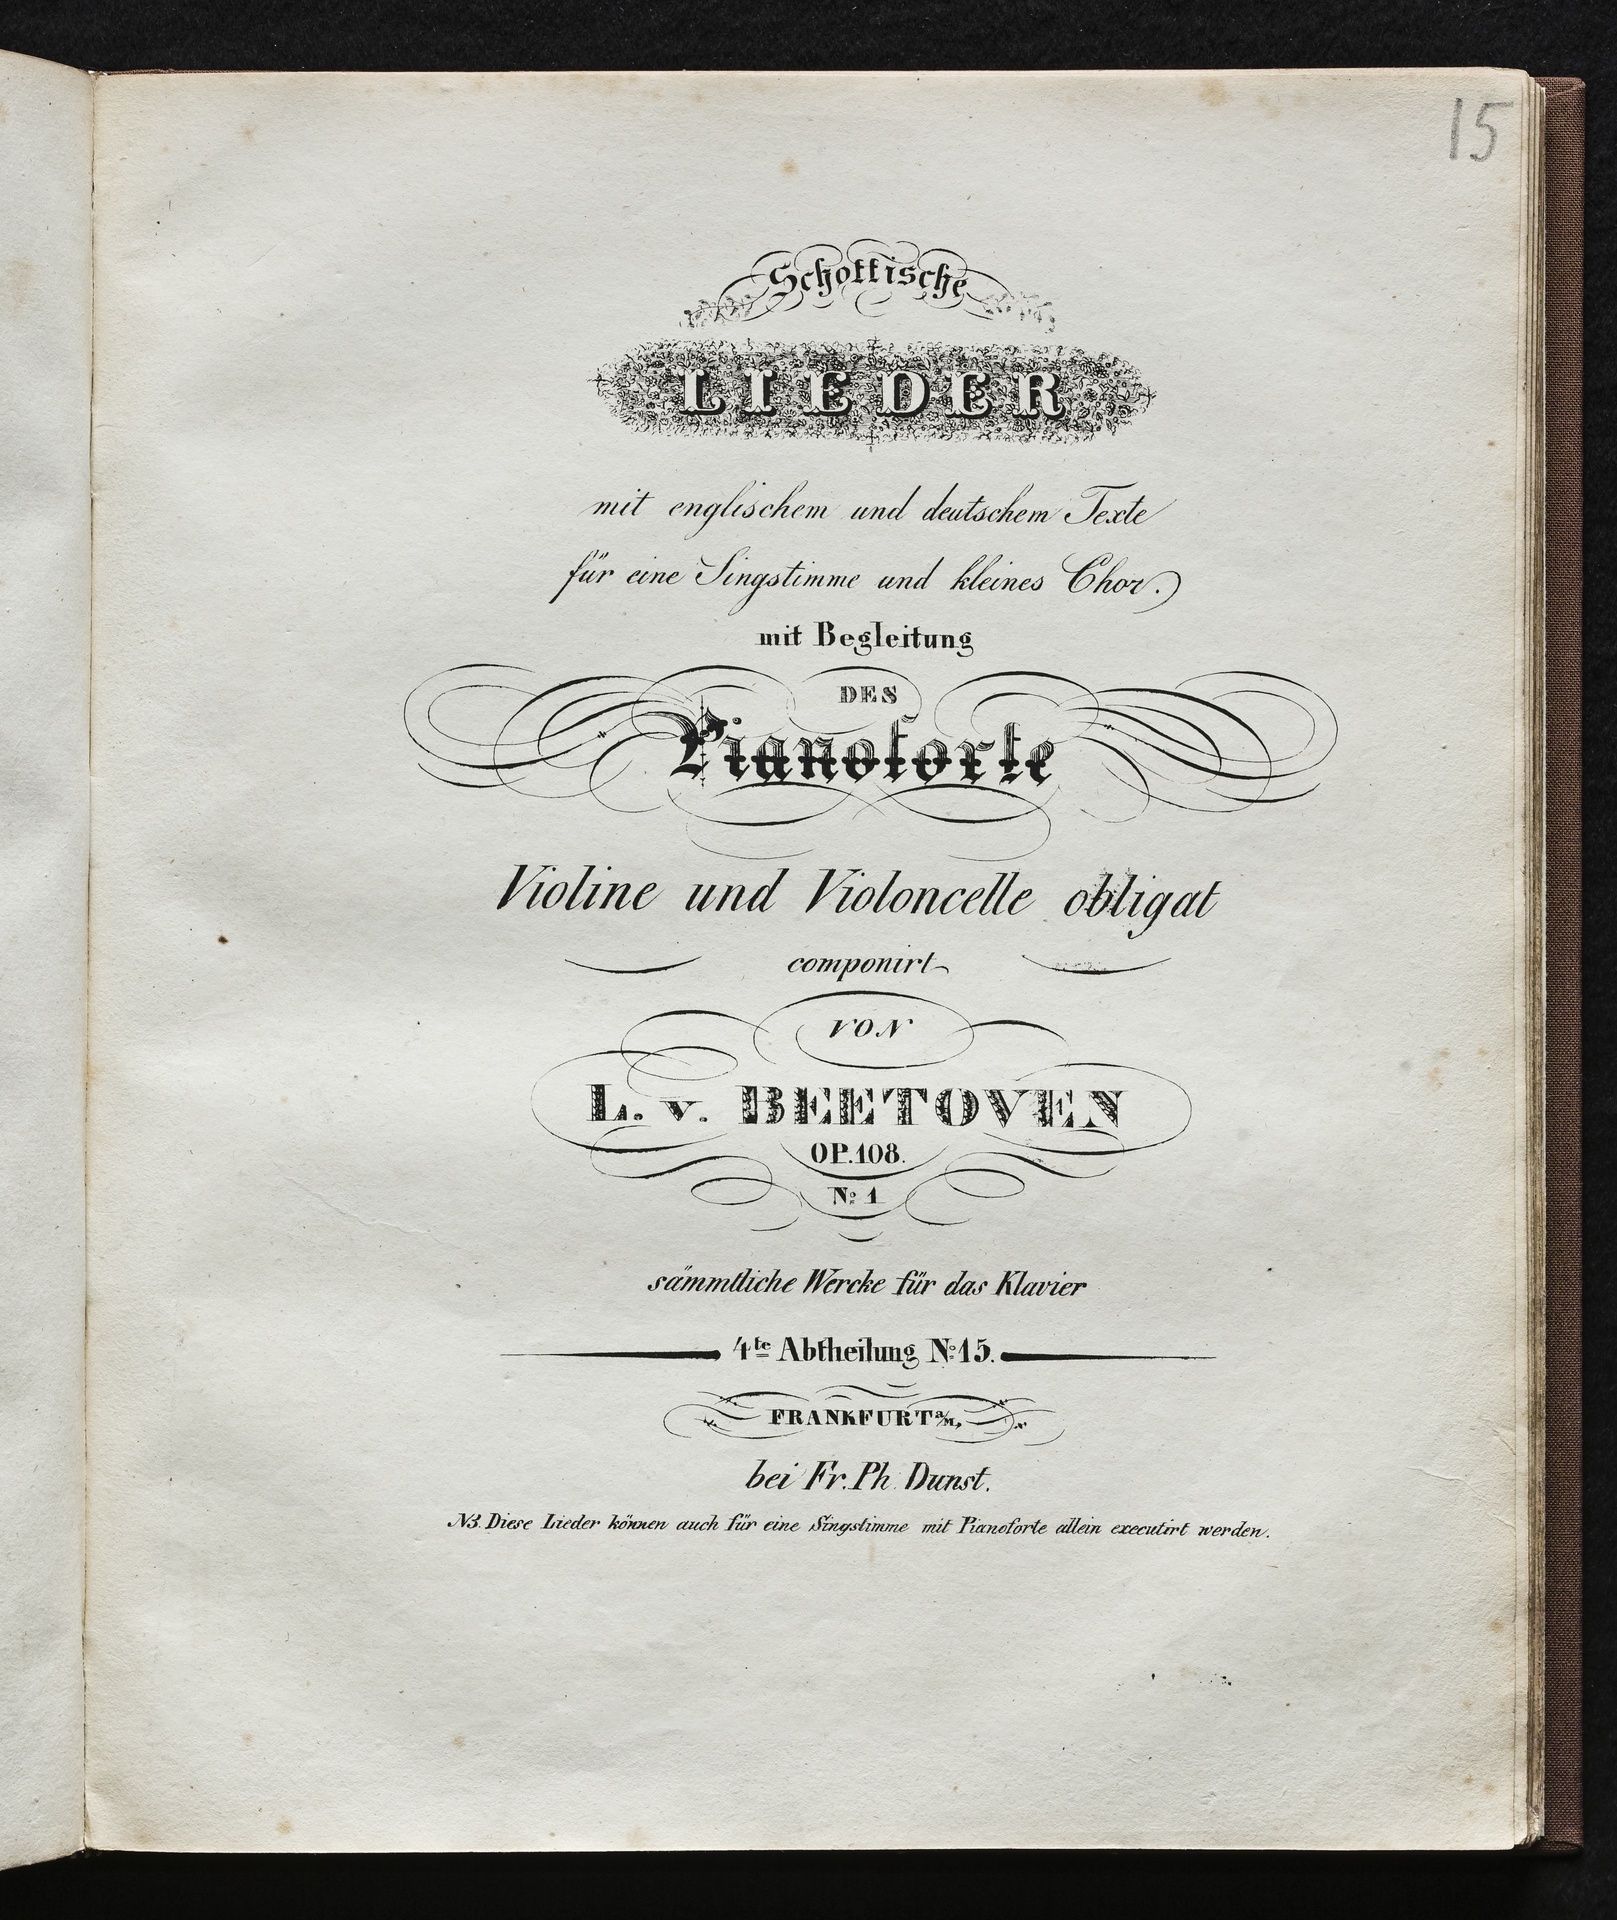 15
Schottische
LIEDER
mit englischem und deutschem Texte
für eine Singstimme und kleines Chor.
mit Begleitung
DES
Pianoforte
Violine und Violoncelle obligat
componirt
VON
L. v. BEETOVEN
OP. 108.
No. 1
sämmtliche Wercke für das Klavier
4te Abtheilung No. 15.
FRANKFURT a/M,
bei Fr. Ph. Dunst.
NB. Diese Lieder können auch für eine Singstimme mit Pianoforte allein executirt werden.